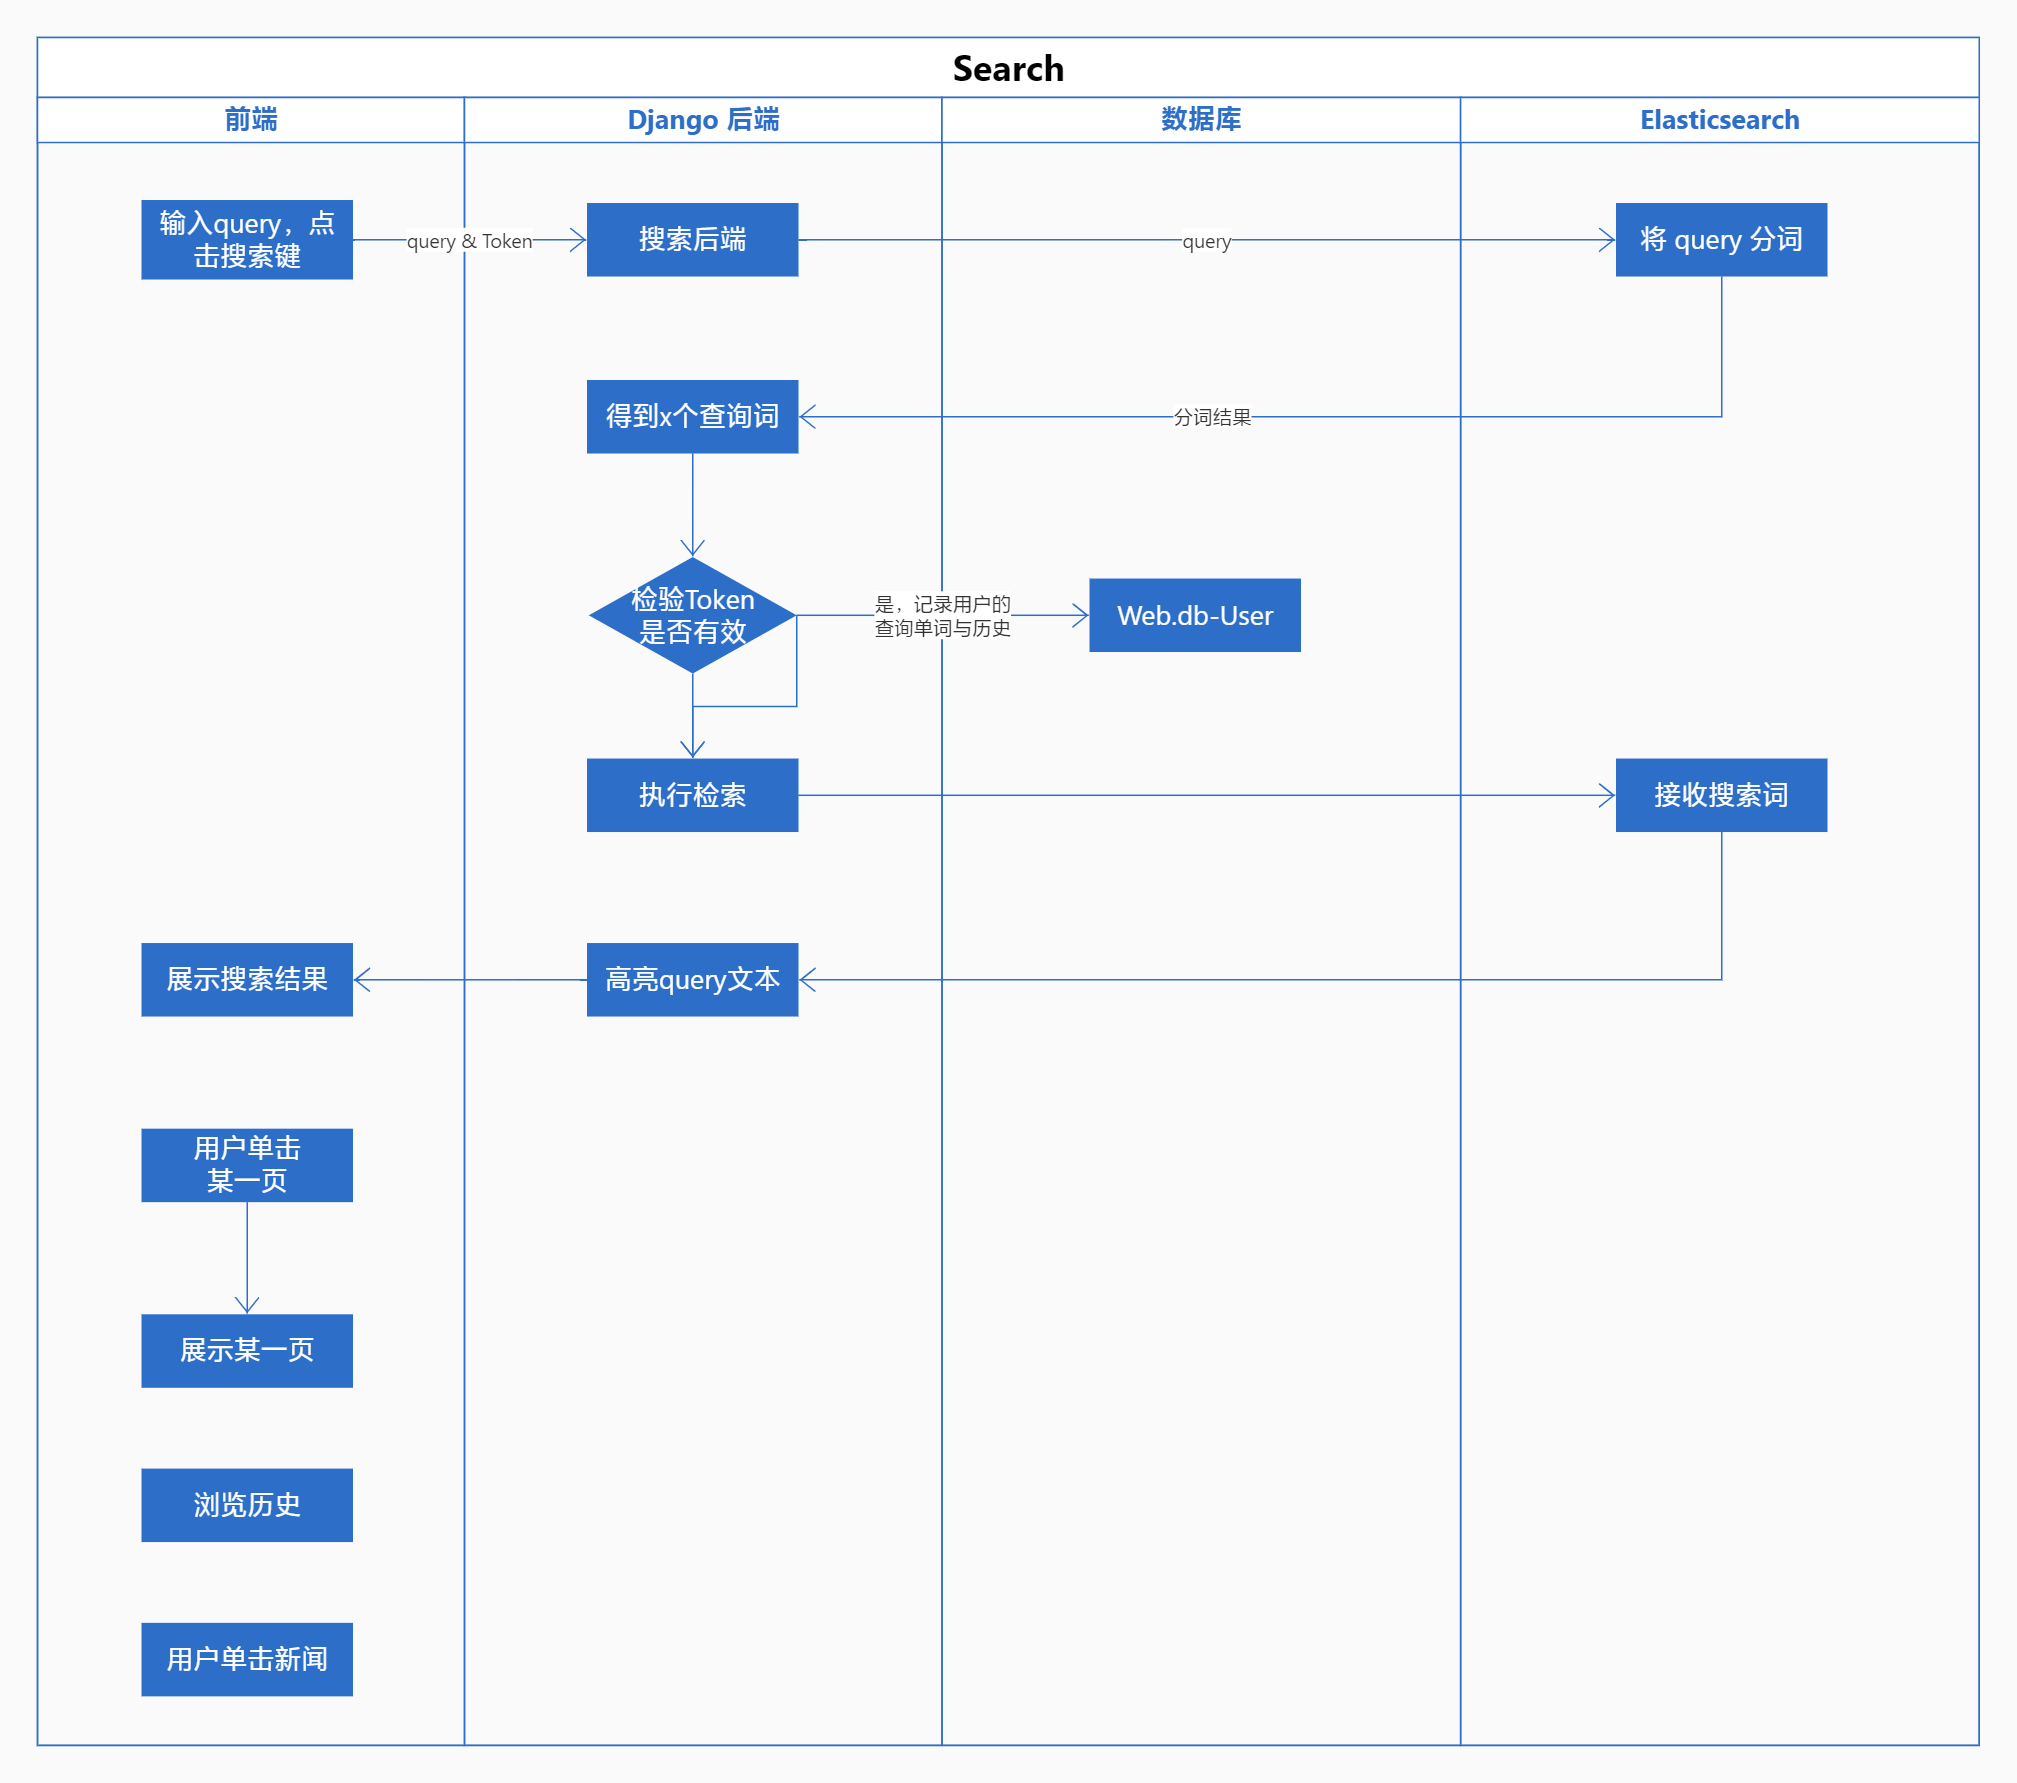 Search
前端
Django 后端
数据库
Elasticsearch
输入query，点
击搜索键
query & Token
搜索后端
query
将 query 分词
得到x个查询词
分词结果
检验Token
是否有效
是，记录用户的
查询单词与历史
Web.db-User
执行检索
接收搜索词
展示搜索结果
高亮query文本
用户单击
某一页
展示某一页
浏览历史
用户单击新闻